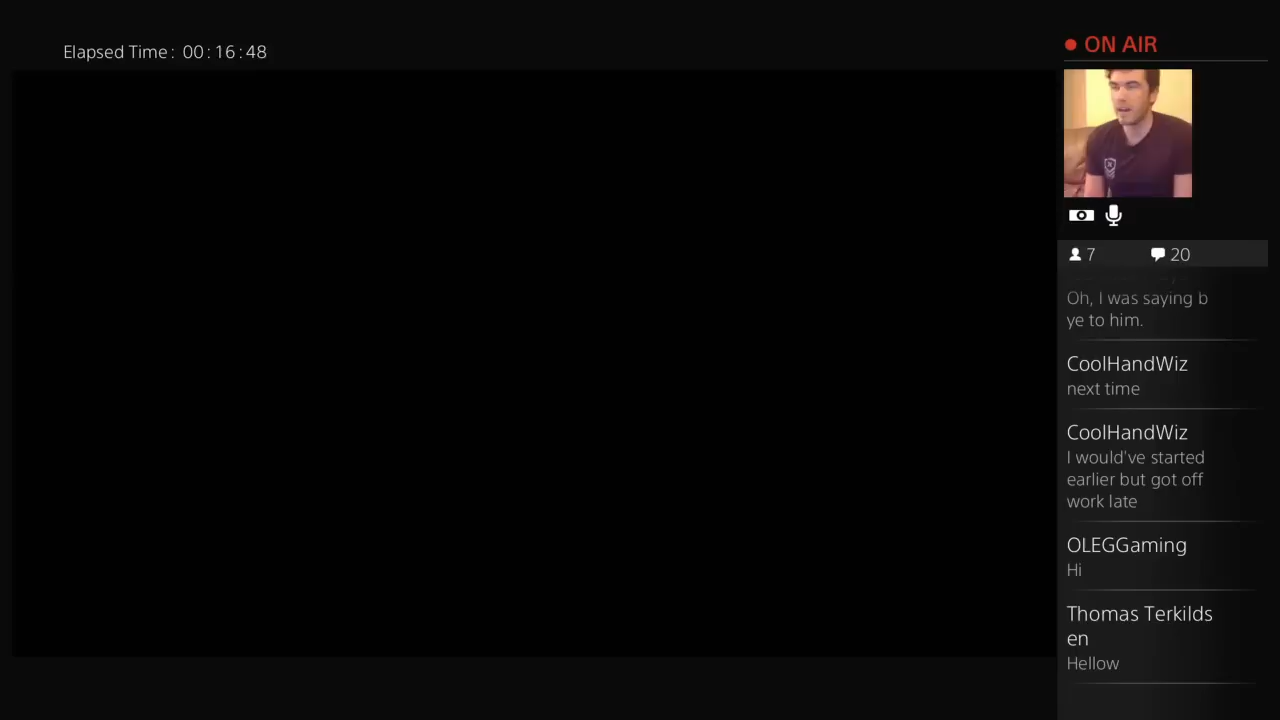 Elapsed Time: 00:16:48
ON AIR
7
20
Oh, I was saying b
ye to him.
CoolHandWiz
next time
CoolHandWiz
I would've started
earlier but got off
work late
OLEGGaming
Hi
Thomas Terkilds
en
Hellow